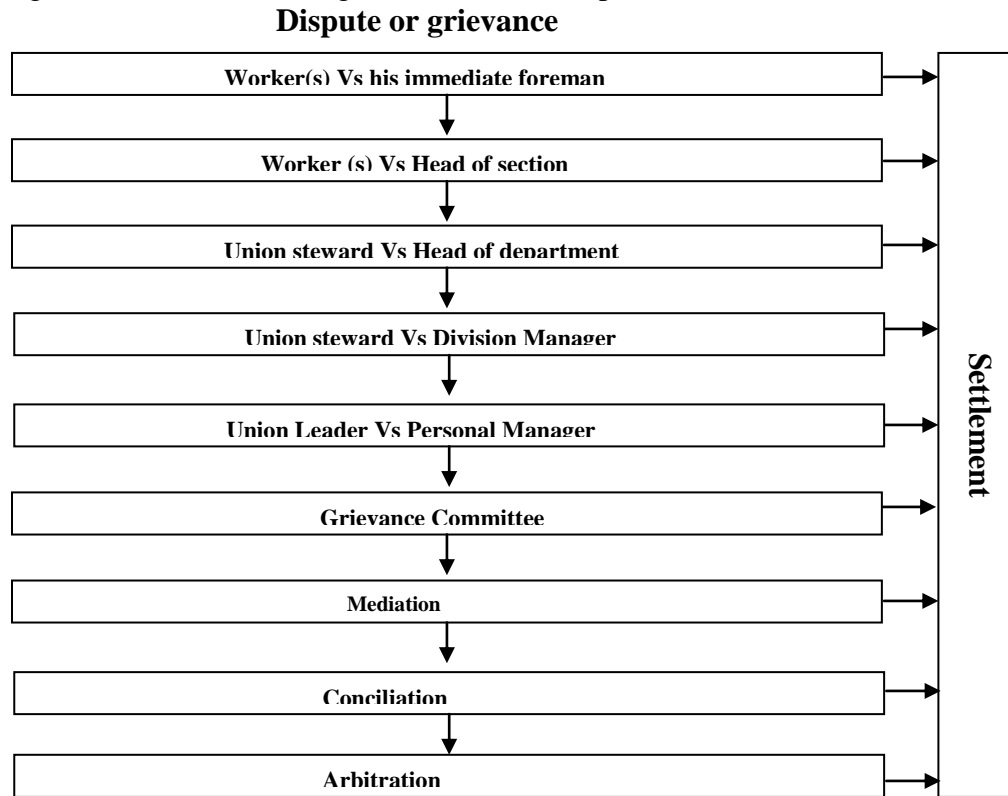 Dispute or grievance
Worker(s) Vs his immediate foreman
Worker (s) Vs Head of section
Union steward Vs Head of department
Union steward Vs Division Manager
Union Leader Vs Personal Manager
Grievance Committee
Mediation
Conciliation
Arbitration
Settlement